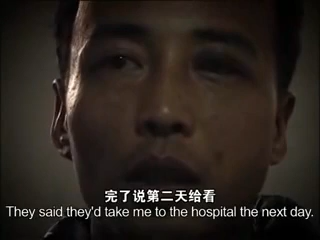 完了说第二天给看
They said they'd take me to the hospital the next day.